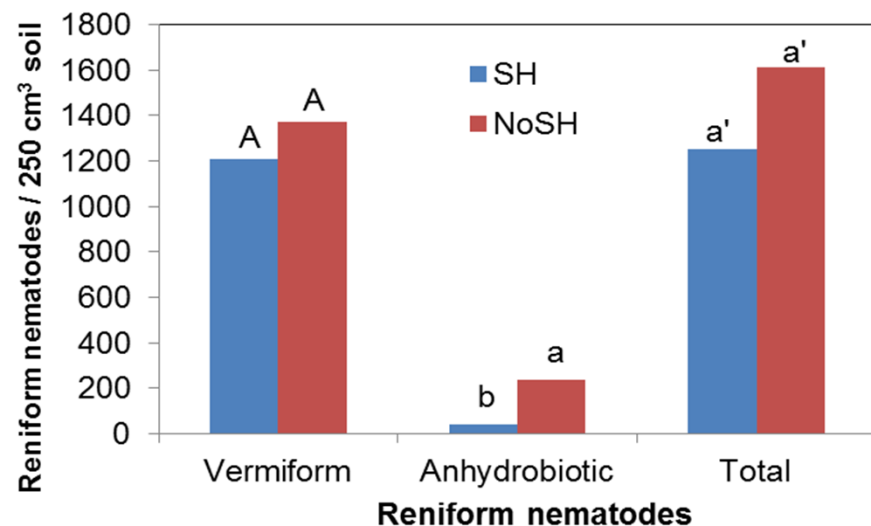 Reniform nematodes / 250 cm³ soil
1800
1600
1400
1200
1000
800
600
400
200
0
SH
NoSH
A
A
b
a
a'
a'
Vermiform
Anhydrobiotic
Total
Reniform nematodes